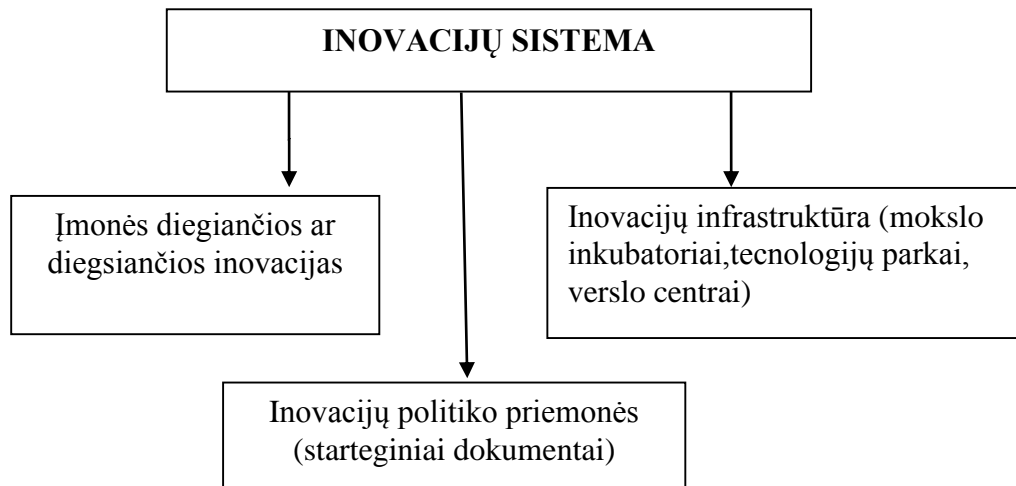 INOVACIJŲ SISTEMA
Įmonės diegiančios ar
diegsiančios inovacijas
Inovacijų infrastruktūra (mokslo
inkubatoriai,tecnologijų parkai,
verslo centrai)
Inovacijų politiko priemonės
(starteginiai dokumentai)